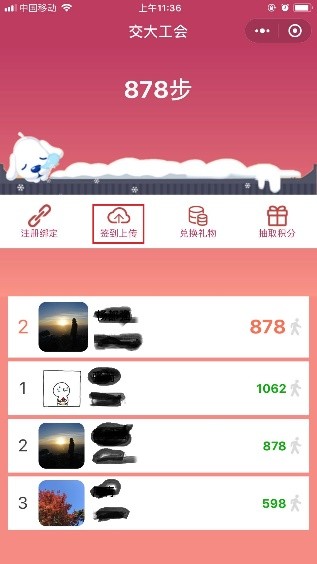 中国移动
上午11:36
交大工会
878步
注册绑定
签到上传
兑换礼物
抽取积分
2
878
1
1062
2
878
3
598